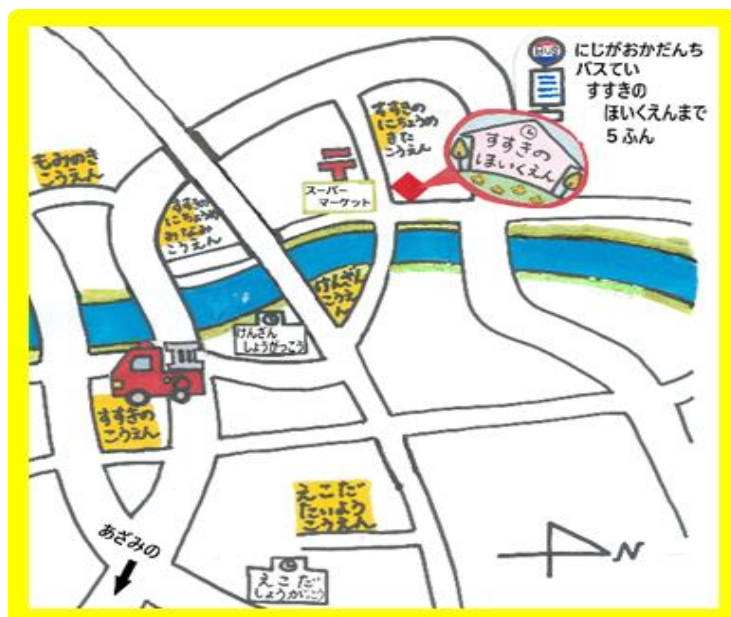 BUS
にじがおかだんち
バスてい
すすきの
ほいくえんまで
5ふん
すすきの
にちょうめ
きた
こうえん
すすきの
ほいくえん
もみのき
こうえん
スーパー
マーケット
すすきの
にちょうめ
みなみ
こうえん
けんざん
こうえん
けんざん
しょうがっこう
すすきの
こうえん
えこだ
たいよう
こうえん
あざみの
えこだ
しょうがっこう
N